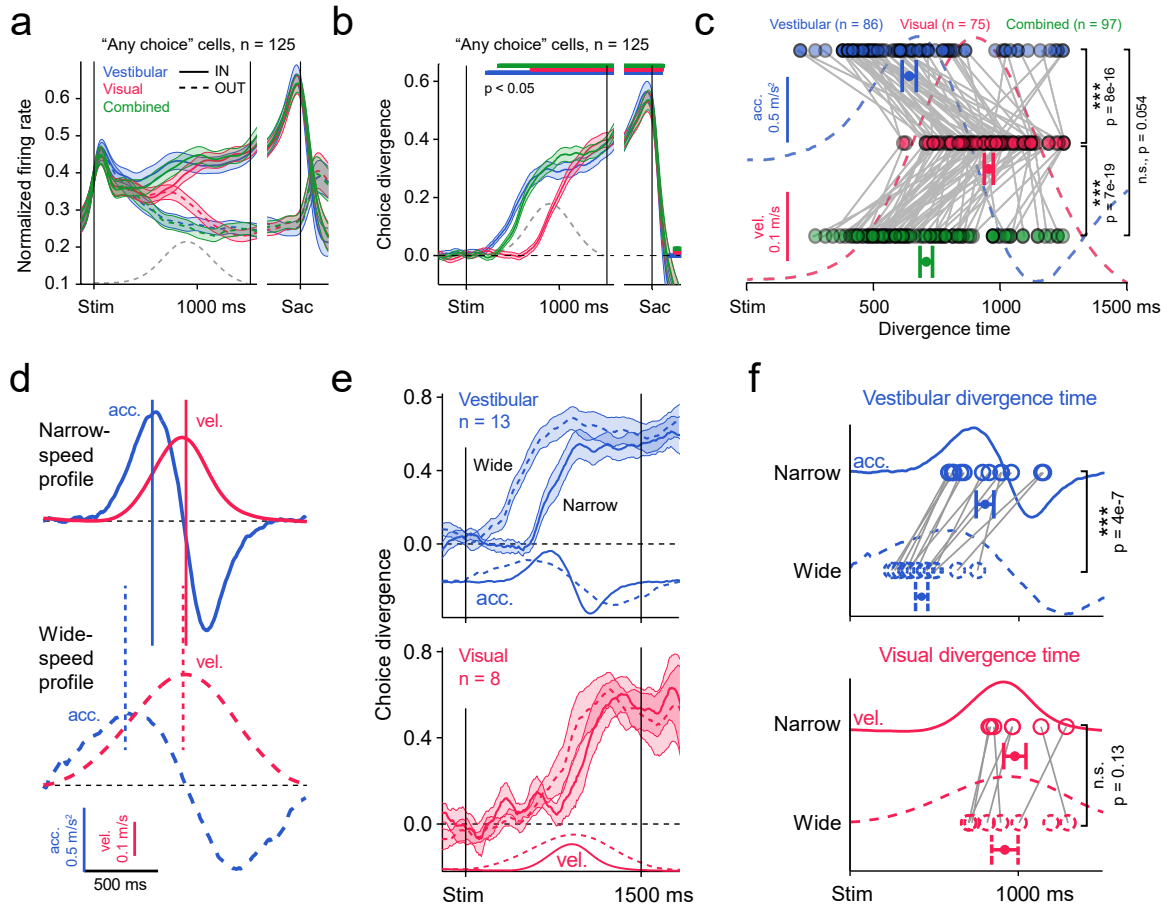 a
"Any choice" cells, n = 125
Vestibular
Visual
Combined
IN
OUT
Normalized firing rate
0.6
0.5
0.4
0.3
0.2
0.1
Stim
1000 ms
Sac
b
"Any choice" cells, n = 125
p < 0.05
Choice divergence
0.6
0.4
0.2
0.0
Stim
1000 ms
Sac
c
Vestibular (n = 86)
Visual (n = 75)
Combined (n = 97)
acc.
0.5 m/s²
vel.
0.1 m/s
***
p = 8e-16
***
p = 7e-19
n.s., p = 0.054
Stim
500
1000
1500 ms
Divergence time
d
acc.
vel.
Narrow-
speed
profile
Wide-
speed
profile
vel.
acc.
acc.
0.5 m/s²
vel.
0.1 m/s
500 ms
e
Choice divergence
0.8
0.4
0.0
Vestibular
n = 13
Wide
Narrow
acc.
0.8
0.4
0.0
Visual
n = 8
vel.
Stim
1500 ms
f
Vestibular divergence time
Narrow
acc.
Wide
***
p = 4e-7
Visual divergence time
Narrow
vel.
Wide
n.s.
p = 0.13
Stim
1000 ms